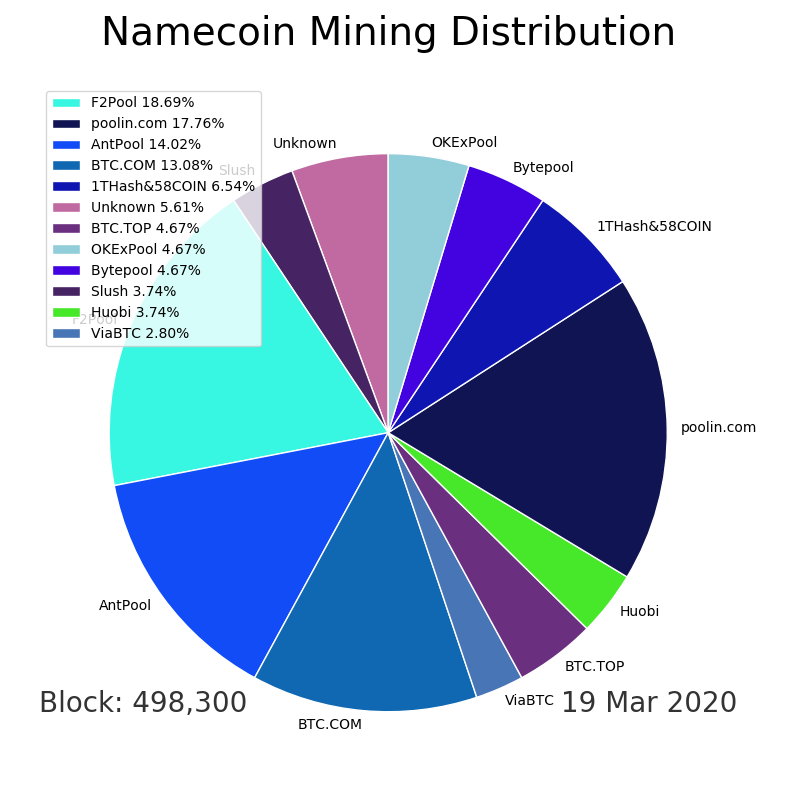 Namecoin Mining Distribution
F2Pool 18.69%
poolin.com 17.76%
AntPool 14.02%
BTC.COM 13.08%
1THash&58COIN 6.54%
Unknown 5.61%
BTC.TOP 4.67%
OKExPool 4.67%
Bytepool 4.67%
Slush 3.74%
Huobi 3.74%
ViaBTC 2.80%
Unknown
OKExPool
Slush
Bytepool
1THash&58COIN
F2Pool
poolin.com
AntPool
Huobi
BTC.TOP
ViaBTC
BTC.COM
Block: 498,300
19 Mar 2020